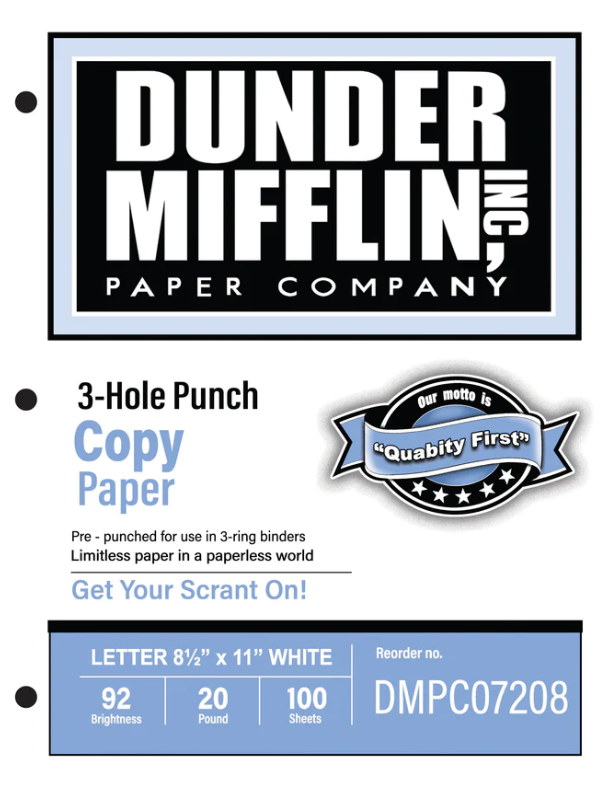 DUNDER
MIFFLIN INC,
PAPER COMPANY
3-Hole Punch
Copy
Paper
Our motto is
"Quabity First"
Pre - punched for use in 3-ring binders
Limitless paper in a paperless world
Get Your Scrant On!
LETTER 8½” x 11” WHITE
92
Brightness
20
Pound
100
Sheets
Reorder no.
DMPC07208